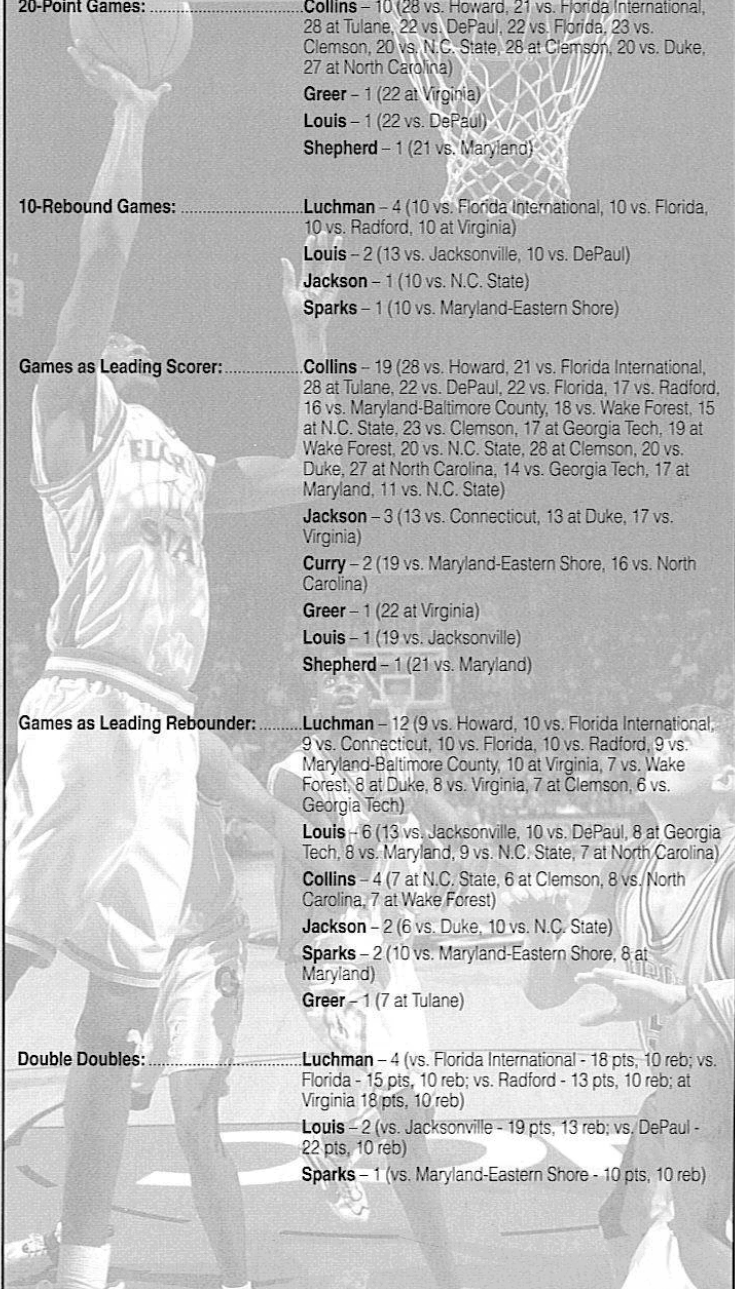 20-Point Games: ..............................Collins – 10 (28 vs. Howard, 21 vs. Florida International,
28 at Tulane, 22 vs. DePaul, 22 vs. Florida, 23 vs.
Clemson, 20 vs. N.C. State, 28 at Clemson, 20 vs. Duke,
27 at North Carolina)
Greer – 1 (22 at Virginia)
Louis – 1 (22 vs. DePaul)
Shepherd – 1 (21 vs. Maryland)
10-Rebound Games: ........................Luchman – 4 (10 vs. Florida International, 10 vs. Florida,
10 vs. Radford, 10 at Virginia)
Louis – 2 (13 vs. Jacksonville, 10 vs. DePaul)
Jackson – 1 (10 vs. N.C. State)
Sparks – 1 (10 vs. Maryland-Eastern Shore)
Games as Leading Scorer:...............Collins – 19 (28 vs. Howard, 21 vs. Florida International,
28 at Tulane, 22 vs. DePaul, 22 vs. Florida, 17 vs. Radford,
16 vs. Maryland-Baltimore County, 18 vs. Wake Forest, 15
at N.C. State, 23 vs. Clemson, 17 at Georgia Tech, 19 at
Wake Forest, 20 vs. N.C. State, 28 at Clemson, 20 vs.
Duke, 27 at North Carolina, 14 vs. Georgia Tech, 17 at
Maryland, 11 vs. N.C. State)
Jackson – 3 (13 vs. Connecticut, 13 at Duke, 17 vs.
Virginia)
Curry – 2 (19 vs. Maryland-Eastern Shore, 16 vs. North
Carolina)
Greer – 1 (22 at Virginia)
Louis – 1 (19 vs. Jacksonville)
Shepherd – 1 (21 vs. Maryland)
Games as Leading Rebounder: .........Luchman – 12 (9 vs. Howard, 10 vs. Florida International,
9 vs. Connecticut, 10 vs. Florida, 10 vs. Radford, 9 vs.
Maryland-Baltimore County, 10 at Virginia, 7 vs. Wake
Forest, 8 at Duke, 8 vs. Virginia, 7 at Clemson, 6 vs.
Georgia Tech)
Louis – 6 (13 vs. Jacksonville, 10 vs. DePaul, 8 at Georgia
Tech, 8 vs. Maryland, 9 vs. N.C. State, 7 at North Carolina)
Collins – 4 (7 at N.C. State, 6 at Clemson, 8 vs. North
Carolina, 7 at Wake Forest)
Jackson – 2 (6 vs. Duke, 10 vs. N.C. State)
Sparks – 2 (10 vs. Maryland-Eastern Shore, 8 at
Maryland)
Greer – 1 (7 at Tulane)
Double Doubles: ..............................Luchman – 4 (vs. Florida International - 18 pts, 10 reb; vs.
Florida - 15 pts, 10 reb; vs. Radford - 13 pts, 10 reb; at
Virginia 18 pts, 10 reb)
Louis – 2 (vs. Jacksonville - 19 pts, 13 reb; vs. DePaul -
22 pts, 10 reb)
Sparks – 1 (vs. Maryland-Eastern Shore - 10 pts, 10 reb)